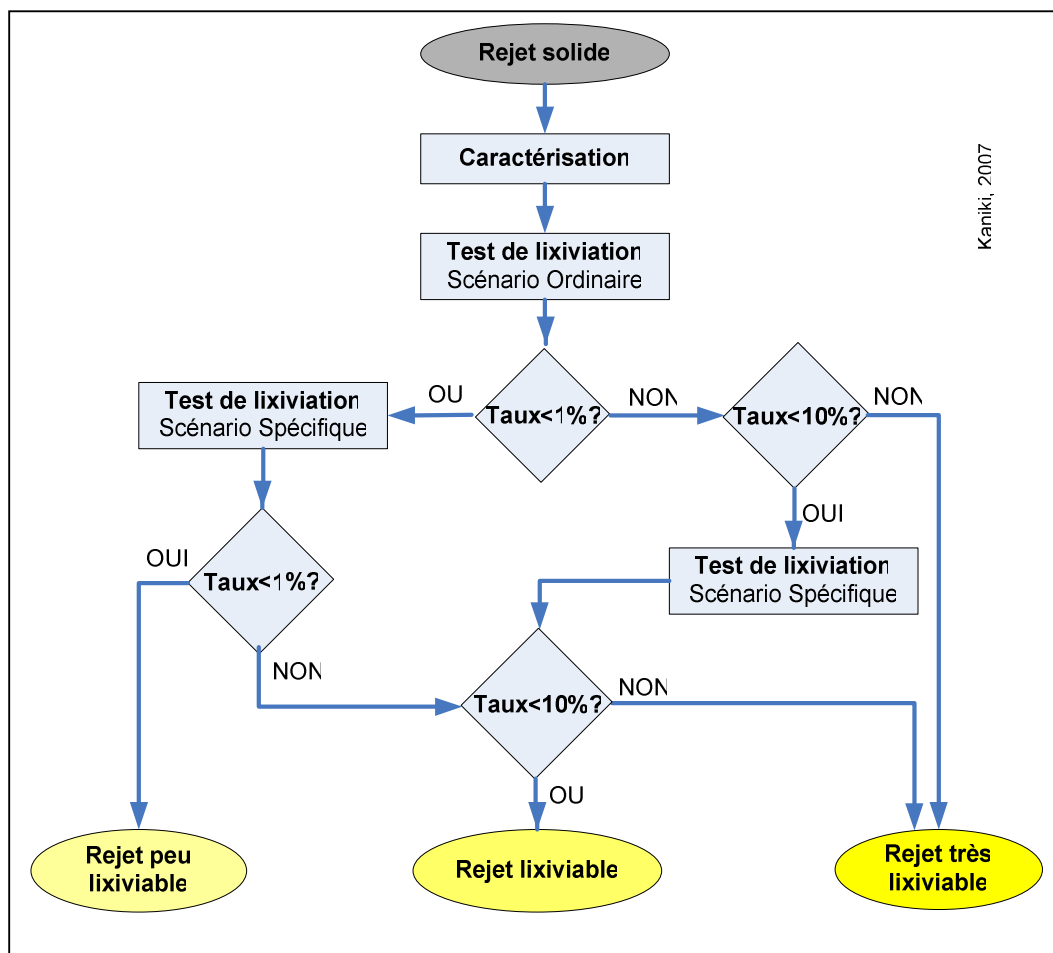 Rejet solide
Caractérisation
Kaniki, 2007
Test de lixiviation
Scénario Ordinaire
Test de lixiviation
Scénario Spécifique
OU
Taux<1%?
NON
Taux<10%?
NON
OUI
OUI
Taux<1%?
Test de lixiviation
Scénario Spécifique
NON
Taux<10%?
NON
OU
Rejet peu
lixiviable
Rejet lixiviable
Rejet très
lixiviable